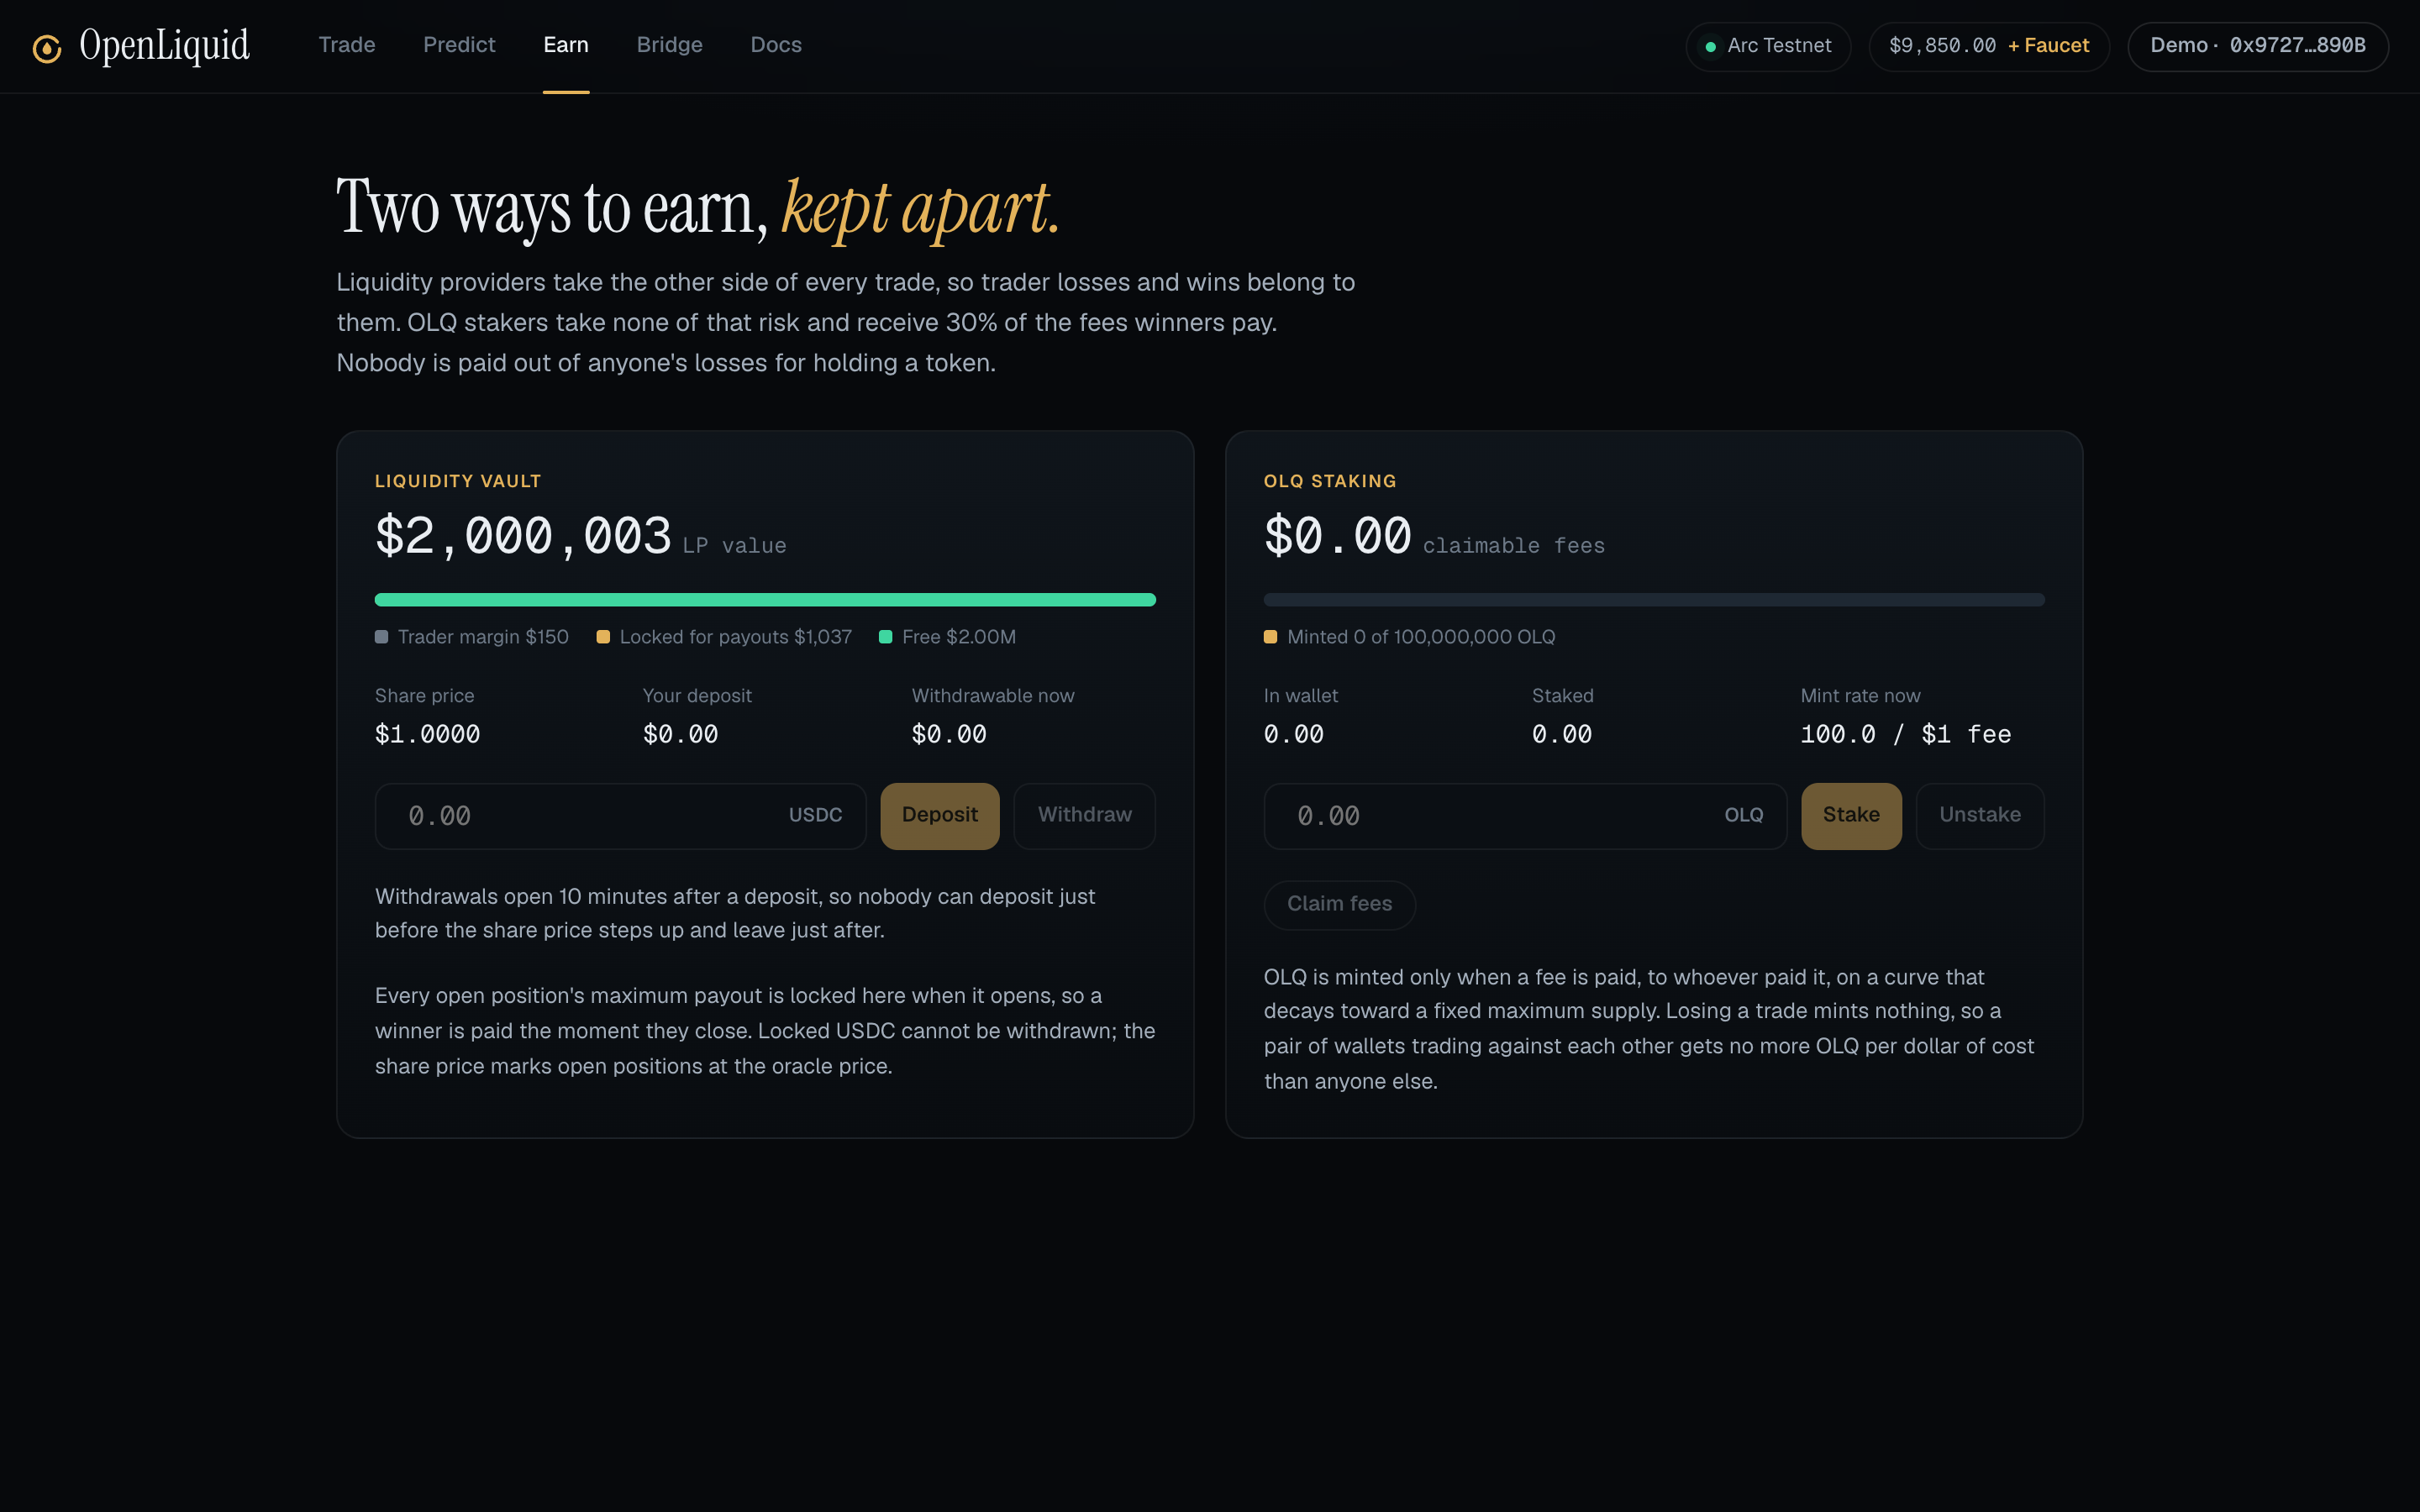 OpenLiquid
Trade
Predict
Earn
Bridge
Docs
Arc Testnet
$9,850.00 + Faucet
Demo · 0x9727…890B
Two ways to earn, kept apart.
Liquidity providers take the other side of every trade, so trader losses and wins belong to
them. OLQ stakers take none of that risk and receive 30% of the fees winners pay.
Nobody is paid out of anyone's losses for holding a token.
LIQUIDITY VAULT
$2,000,003 LP value
Trader margin $150
Locked for payouts $1,037
Free $2.00M
Share price
Your deposit
Withdrawable now
$1.0000
$0.00
$0.00
0.00
USDC
Deposit
Withdraw
Withdrawals open 10 minutes after a deposit, so nobody can deposit just
before the share price steps up and leave just after.
Every open position's maximum payout is locked here when it opens, so a
winner is paid the moment they close. Locked USDC cannot be withdrawn; the
share price marks open positions at the oracle price.
OLQ STAKING
$0.00 claimable fees
Minted 0 of 100,000,000 OLQ
In wallet
Staked
Mint rate now
0.00
0.00
100.0 / $1 fee
0.00
OLQ
Stake
Unstake
Claim fees
OLQ is minted only when a fee is paid, to whoever paid it, on a curve that
decays toward a fixed maximum supply. Losing a trade mints nothing, so a
pair of wallets trading against each other gets no more OLQ per dollar of cost
than anyone else.